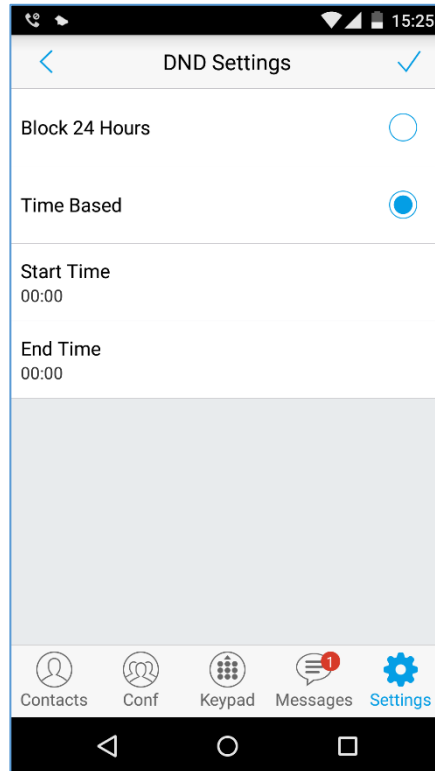 15:25
DND Settings
Block 24 Hours
Time Based
Start Time
00:00
End Time
00:00
1
Contacts Conf Keypad Messages Settings